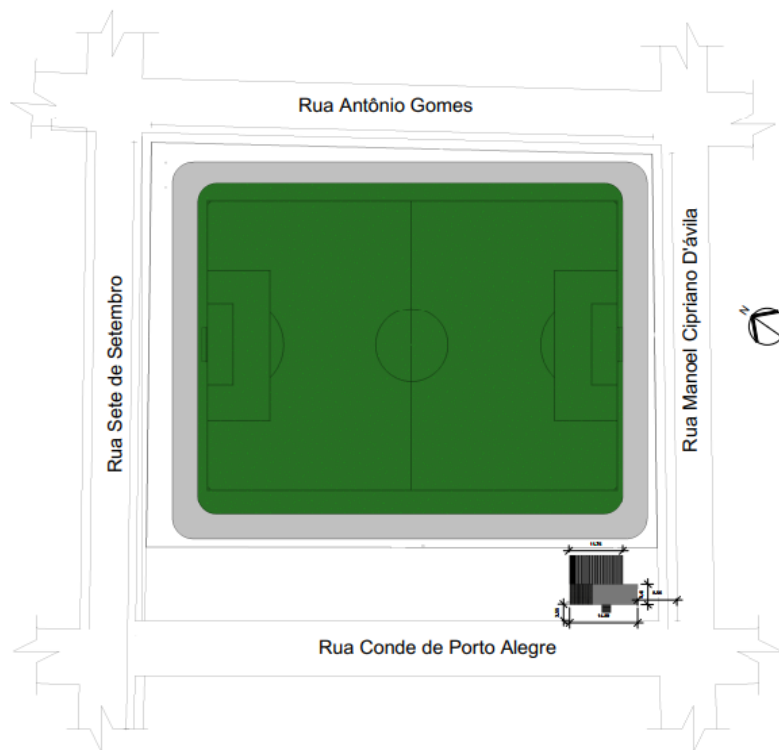 Rua Antônio Gomes
Rua Sete de Setembro
Rua Manoel Cipriano D'ávila
N
Rua Conde de Porto Alegre